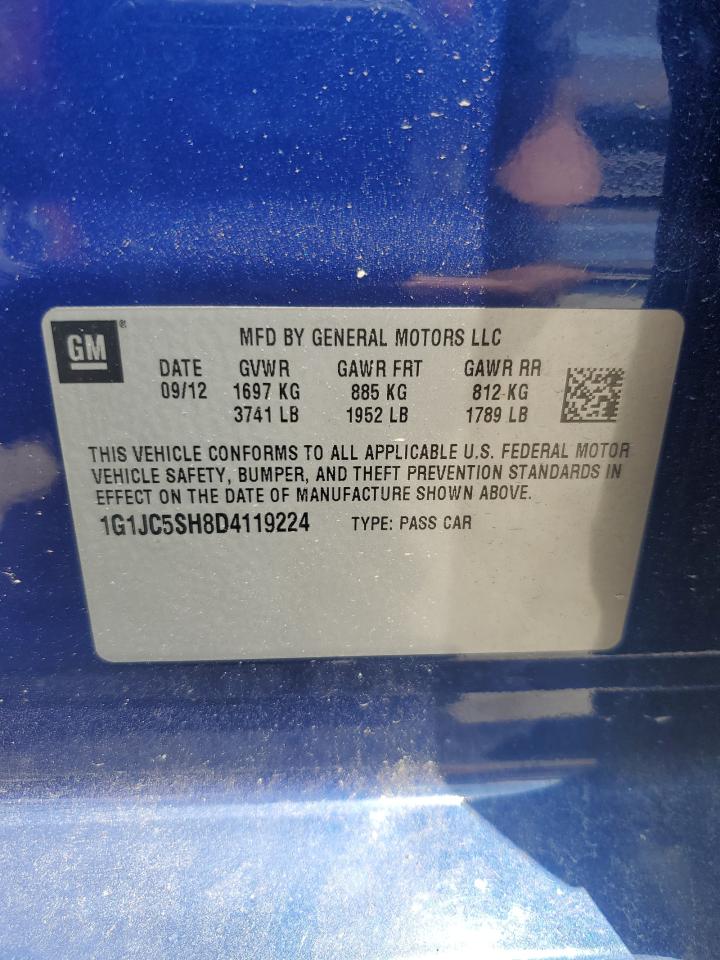 GM®
MFD BY GENERAL MOTORS LLC
DATE GVWR GAWR FRT GAWR RR
09/12 1697 KG 885 KG 812 KG
3741 LB 1952 LB 1789 LB
THIS VEHICLE CONFORMS TO ALL APPLICABLE U.S. FEDERAL MOTOR
VEHICLE SAFETY, BUMPER, AND THEFT PREVENTION STANDARDS IN
EFFECT ON THE DATE OF MANUFACTURE SHOWN ABOVE.
1G1JC5SH8D4119224 TYPE: PASS CAR